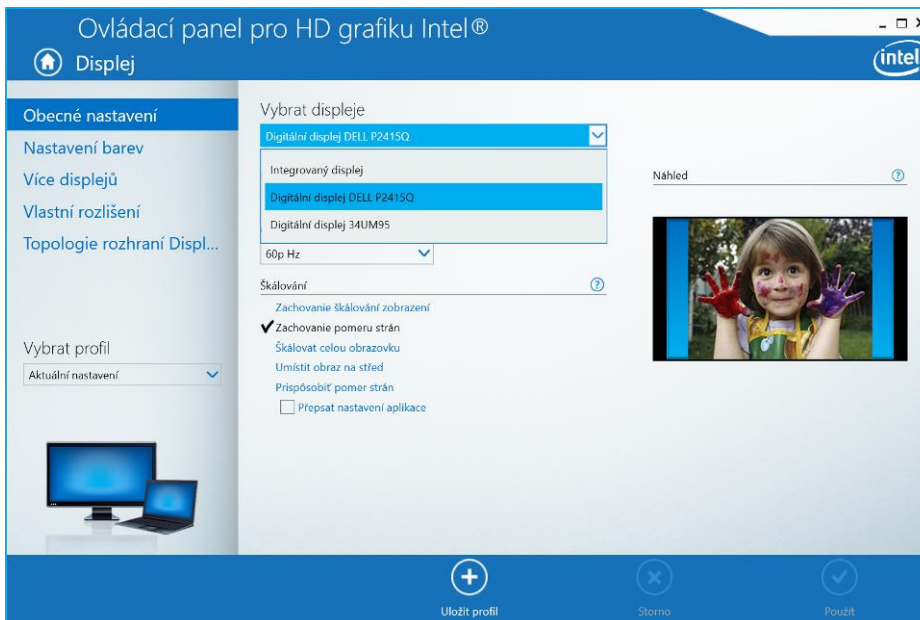 Ovládací panel pro HD grafiku Intel®
Displej
intel
Obecné nastavení
Nastavení barev
Více displejů
Vlastní rozlišení
Topologie rozhraní Displ...
Vybrat profil
Aktuální nastavení
Vybrat displeje
Digitální displej DELL P2415Q
Integrovaný displej
Digitální displej DELL P2415Q
Digitální displej 34UM95
60p Hz
Škálování
?
Zachovanie škálování zobrazení
Zachovanie pomeru strán
Škálovat celou obrazovku
Umístit obraz na střed
Prispôsobiť pomer strán
Přepsat nastavení aplikace
Náhled
?
Uložit profil
Storno
Použít